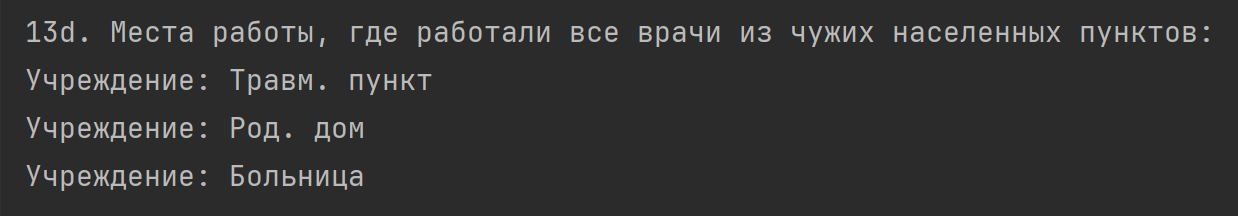 13d. Места работы, где работали все врачи из чужих населенных пунктов:
Учреждение: Травм. пункт
Учреждение: Род. дом
Учреждение: Больница